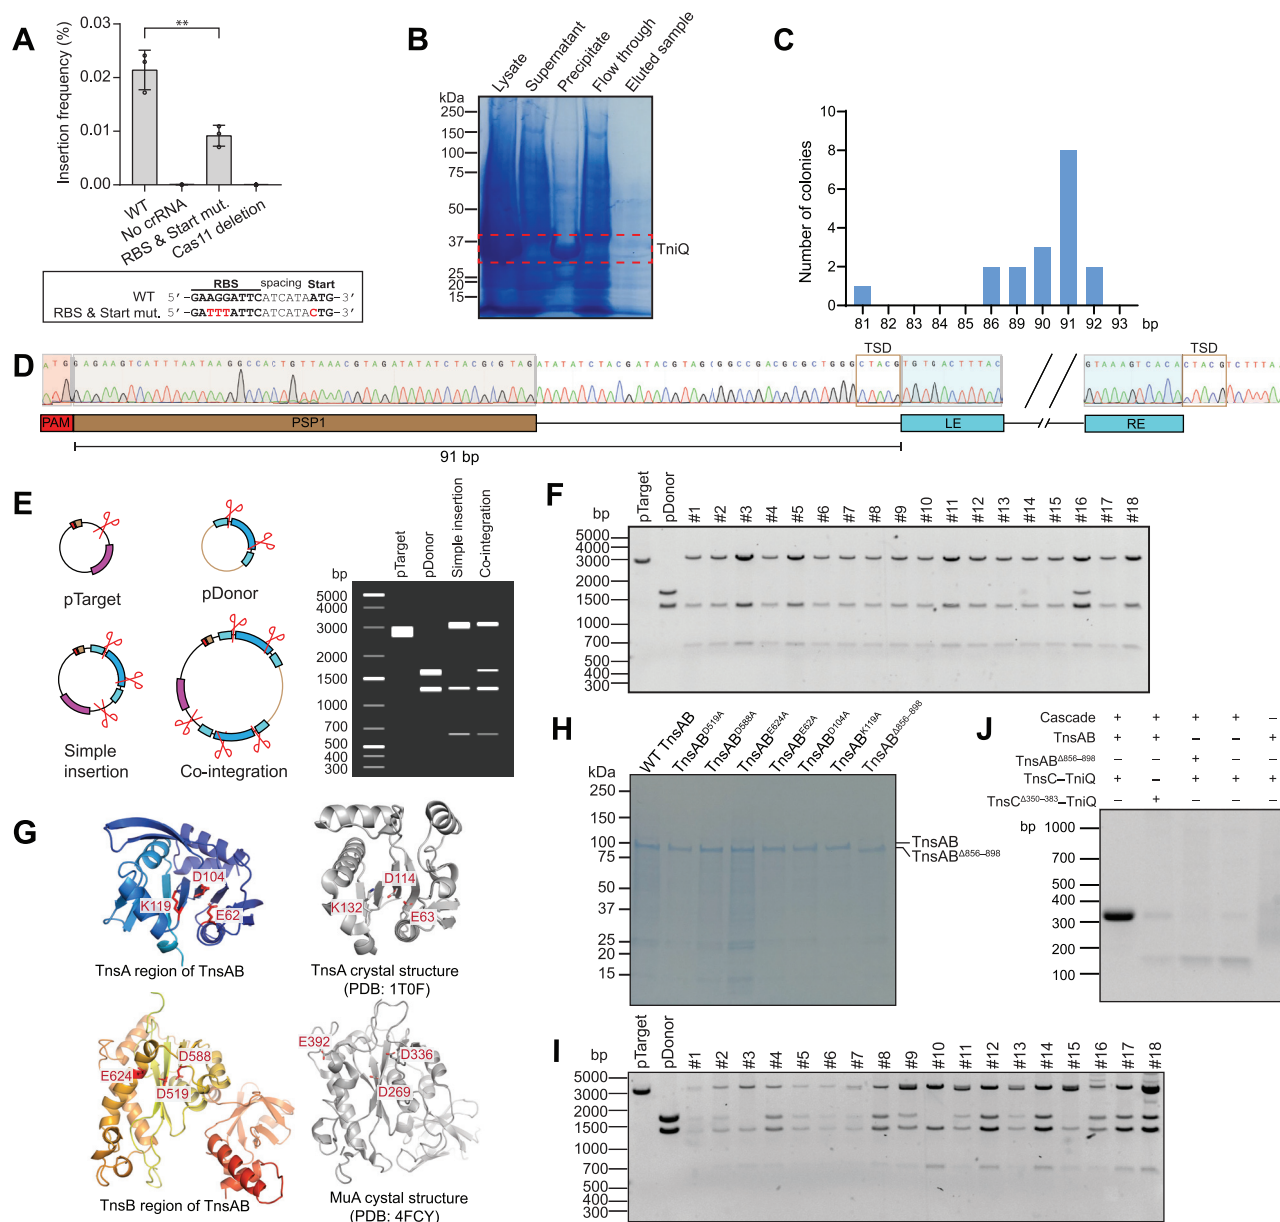 A
Insertion frequency (%)
0.03
0.02
0.01
0.00
**
WT
No crRNA
RBS & Start mut.
Cas11 deletion
RBS spacing Start
WT 5′-GAAGGATTCATCATAATG-3′
RBS & Start mut. 5′-GATTTATTCATCATACTG-3′
B
Lysate
Supernatant
Precipitate
Flow through
Eluted sample
kDa
250
150
100
75
50
37
25
20
15
TniQ
C
Number of colonies
10
8
6
4
2
0
81 82 83 84 85 86 89 90 91 92 93 bp
D
TSD
TSD
ATG GAGAAGTCATTTAATAAGGCCACTGTTAAACGTAGATATATCTACGCGTAG ATATATCTACGATACGTAGCGGCCGACGCGCTGGGCTACG TGTGACTTTAC
GTAAAGTCACACTACGTCTTTA
PAM
PSP1
LE
RE
91 bp
E
pTarget
pDonor
Simple insertion
Co-integration
bp
5000
4000
3000
2000
1500
1000
700
500
400
300
pTarget
pDonor
Simple insertion
Co-integration
F
bp
pTarget
pDonor
#1 #2 #3 #4 #5 #6 #7 #8 #9 #10 #11 #12 #13 #14 #15 #16 #17 #18
5000
4000
3000
2000
1500
1000
700
500
400
300
G
D104
K119
E62
TnsA region of TnsAB
D114
K132
E63
TnsA crystal structure
(PDB: 1T0F)
D588
E624
D519
TnsB region of TnsAB
E392
D336
D269
MuA cystal structure
(PDB: 4FCY)
H
WT TnsAB
TnsAB D519A
TnsAB D588A
TnsAB E624A
TnsAB E62A
TnsAB D104A
TnsAB K119A
TnsAB Δ856–898
kDa
250
150
100
75
50
37
25
20
15
TnsAB
TnsAB Δ856–898
J
Cascade + + + + –
TnsAB + + – – +
TnsAB Δ856–898 – – + – –
TnsC–TniQ + – + + +
TnsC Δ350–383–TniQ – + – – –
bp
1000
500
400
300
200
100
I
bp
pTarget
pDonor
#1 #2 #3 #4 #5 #6 #7 #8 #9 #10 #11 #12 #13 #14 #15 #16 #17 #18
5000
3000
2000
1500
700
500
400
300